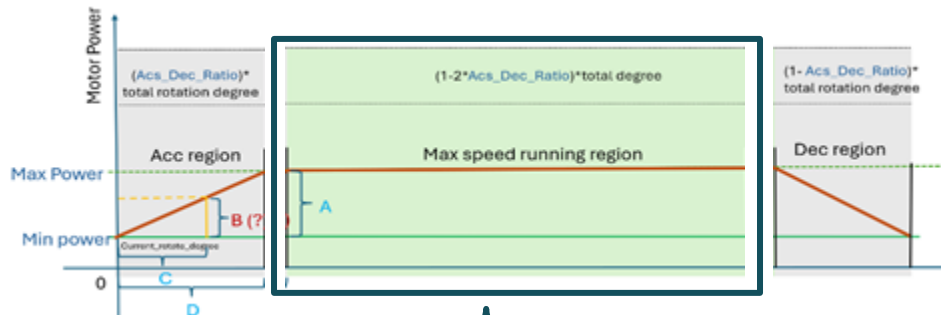 Motor Power
(Acs_Dec_Ratio)*
total rotation degree
(1-2*Acs_Dec_Ratio)*total degree
(1- Acs_Dec_Ratio)*
total rotation degree
Acc region
Max speed running region
Dec region
Max Power
A
B (?
Min power
Current_rotate_degree
0
C
D